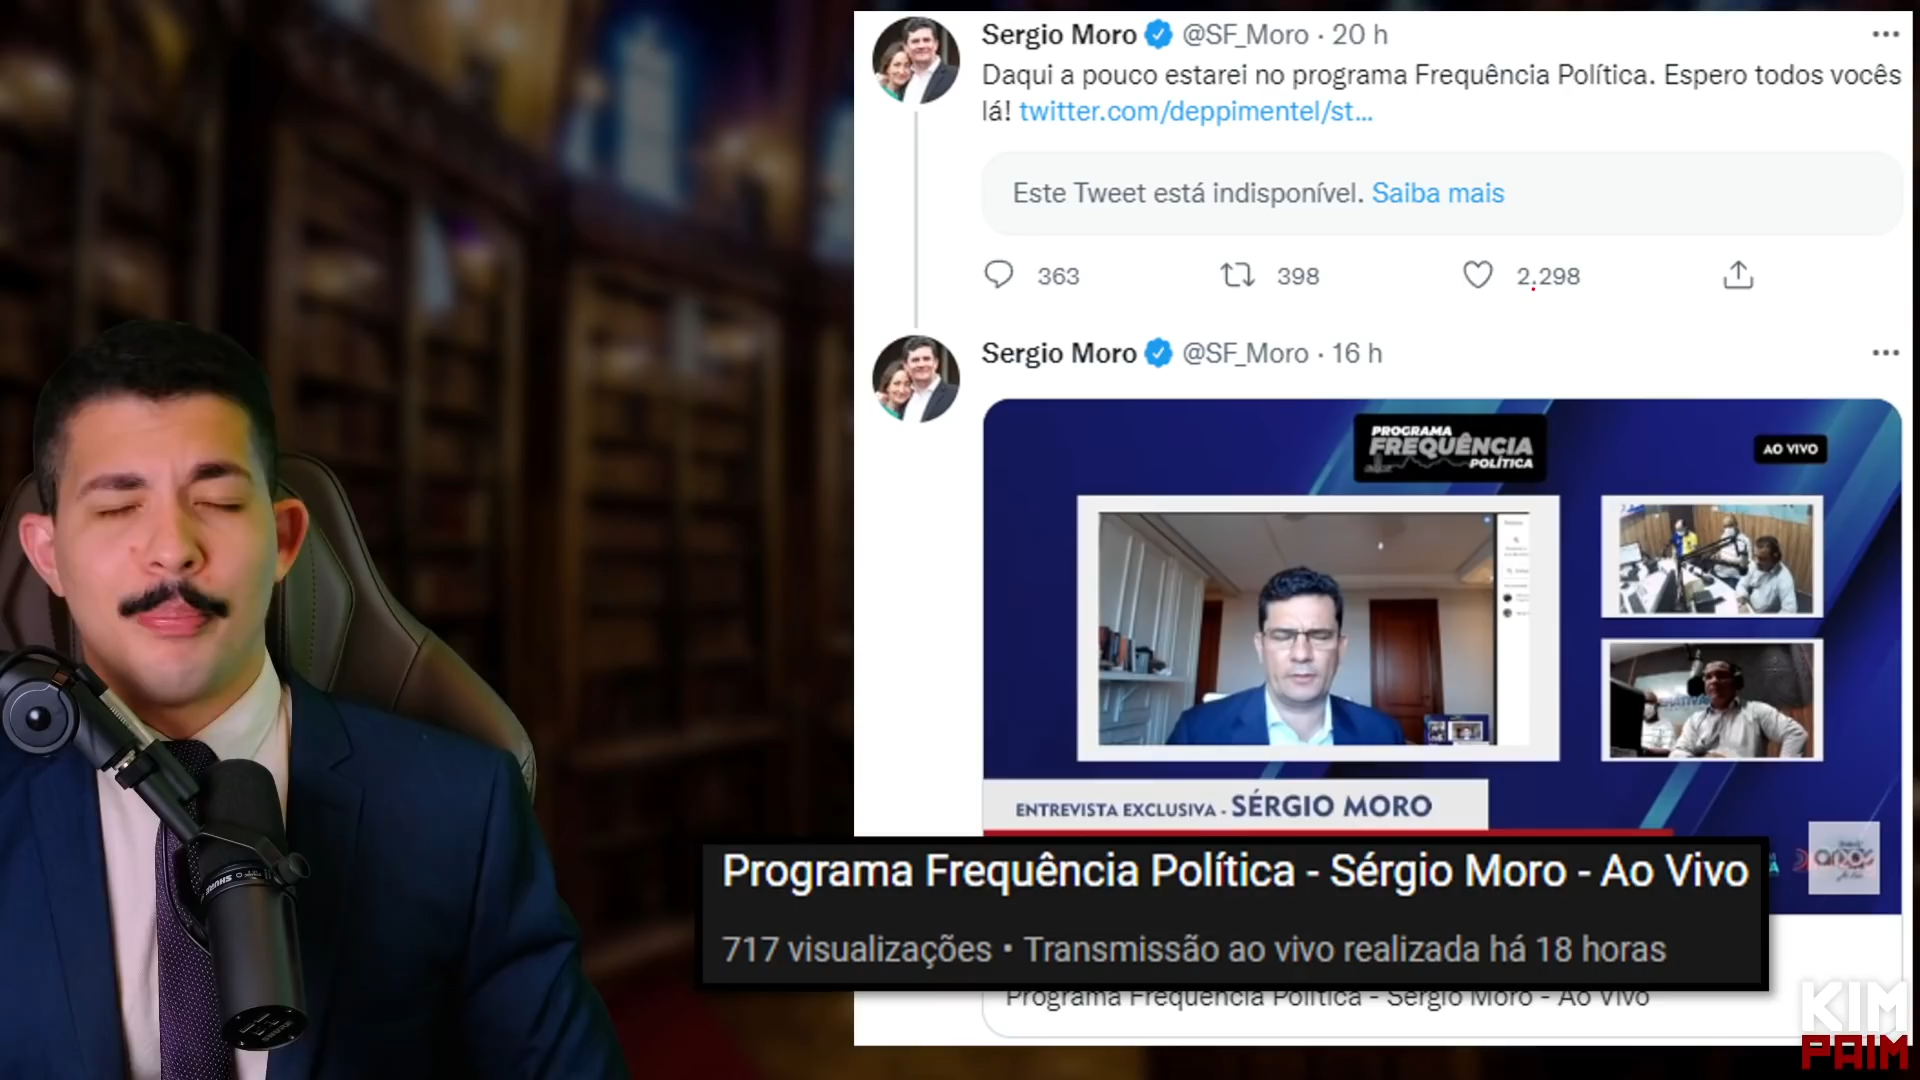 Sergio Moro @SF_Moro · 20 h
Daqui a pouco estarei no programa Frequência Política. Espero todos vocês
lá! twitter.com/deppimentel/st...
Este Tweet está indisponível. Saiba mais
363 398 2.298
Sergio Moro @SF_Moro · 16 h
PROGRAMA
FREQUÊNCIA
POLÍTICA
AO VIVO
ENTREVISTA EXCLUSIVA - SÉRGIO MORO
anos
Programa Frequência Política - Sérgio Moro - Ao Vivo
717 visualizações • Transmissão ao vivo realizada há 18 horas
Programa Frequência Política - Sérgio Moro - Ao Vivo
SHURE
KIM
PAIM